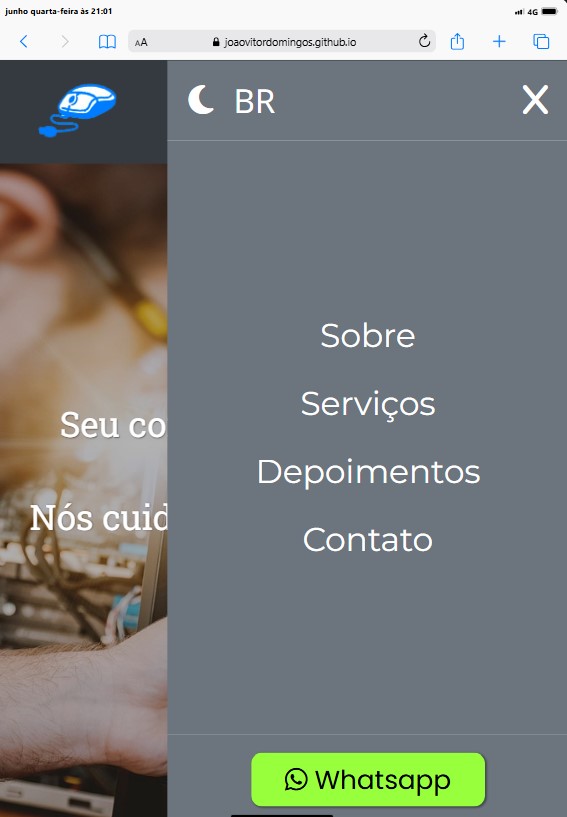 junho quarta-feira às 21:01
4G
AA
joaovitordomingos.github.io
BR
Sobre
Seu co
Serviços
Depoimentos
Nós cuid
Contato
Whatsapp